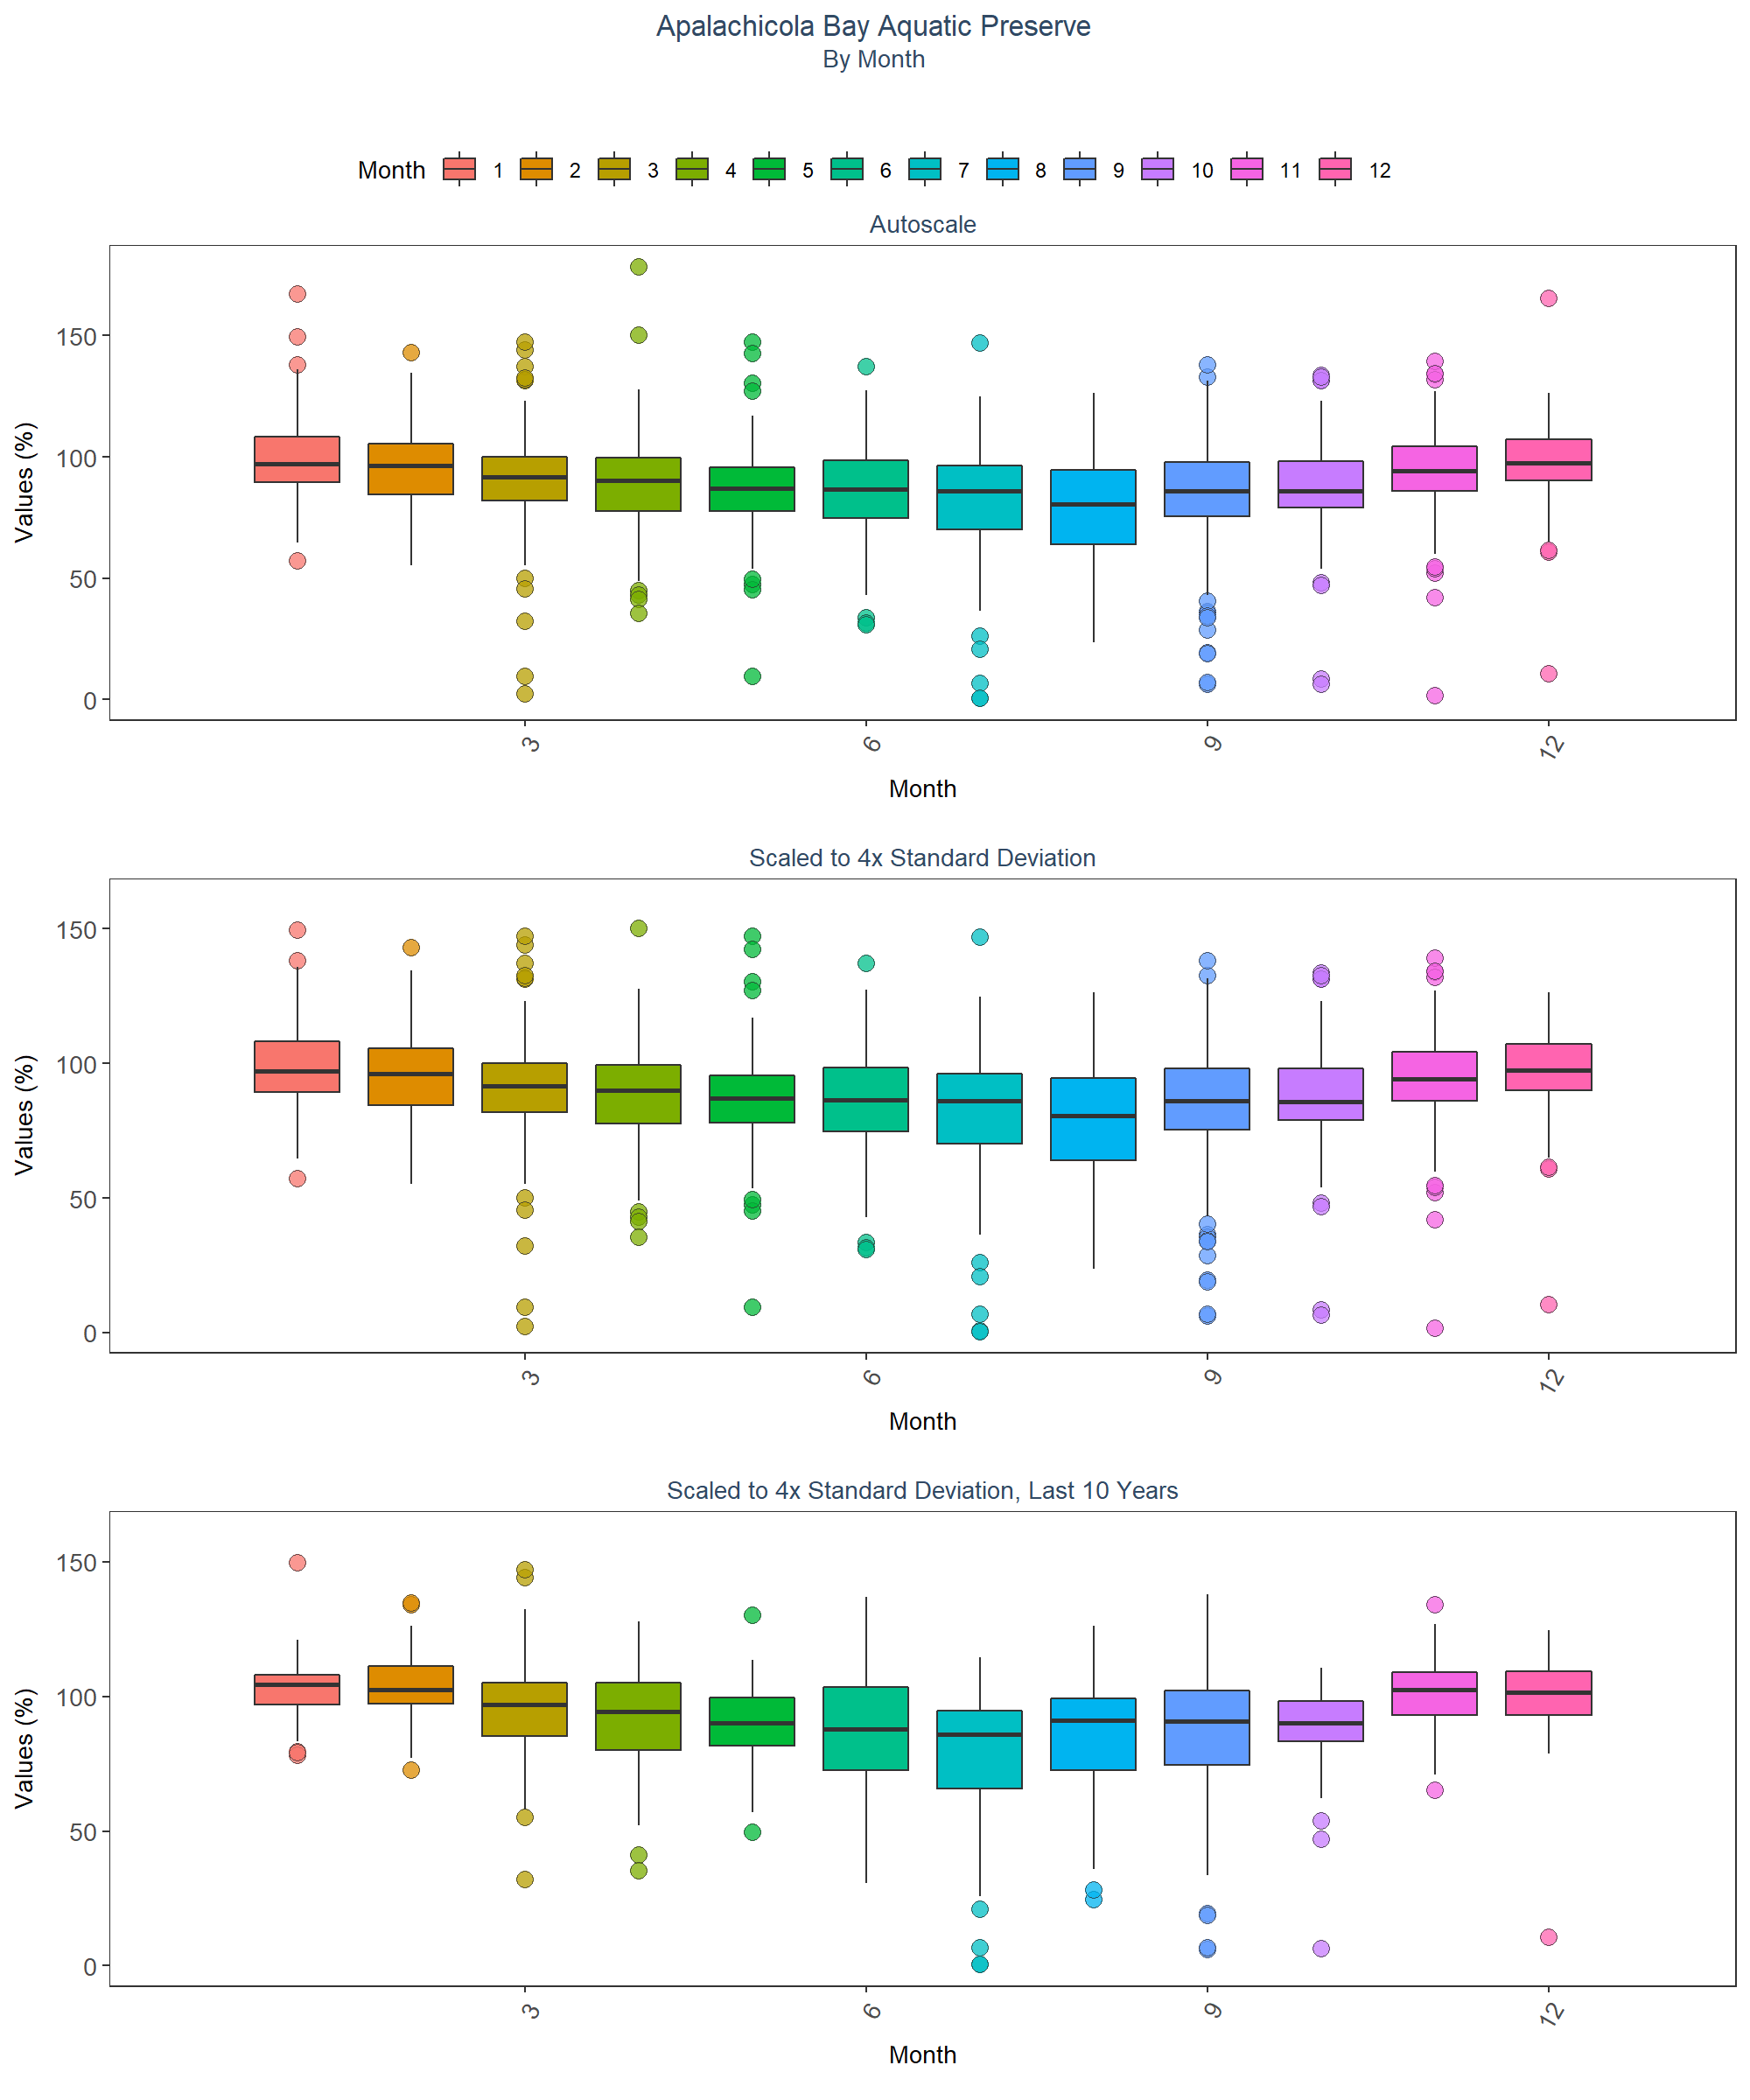 Apalachicola Bay Aquatic Preserve
By Month
Month 1 2 3 4 5 6 7 8 9 10 11 12
Autoscale
Values (%)
150
100
50
0
3 6 9 12
Month
Scaled to 4x Standard Deviation
Values (%)
150
100
50
0
3 6 9 12
Month
Scaled to 4x Standard Deviation, Last 10 Years
Values (%)
150
100
50
0
3 6 9 12
Month